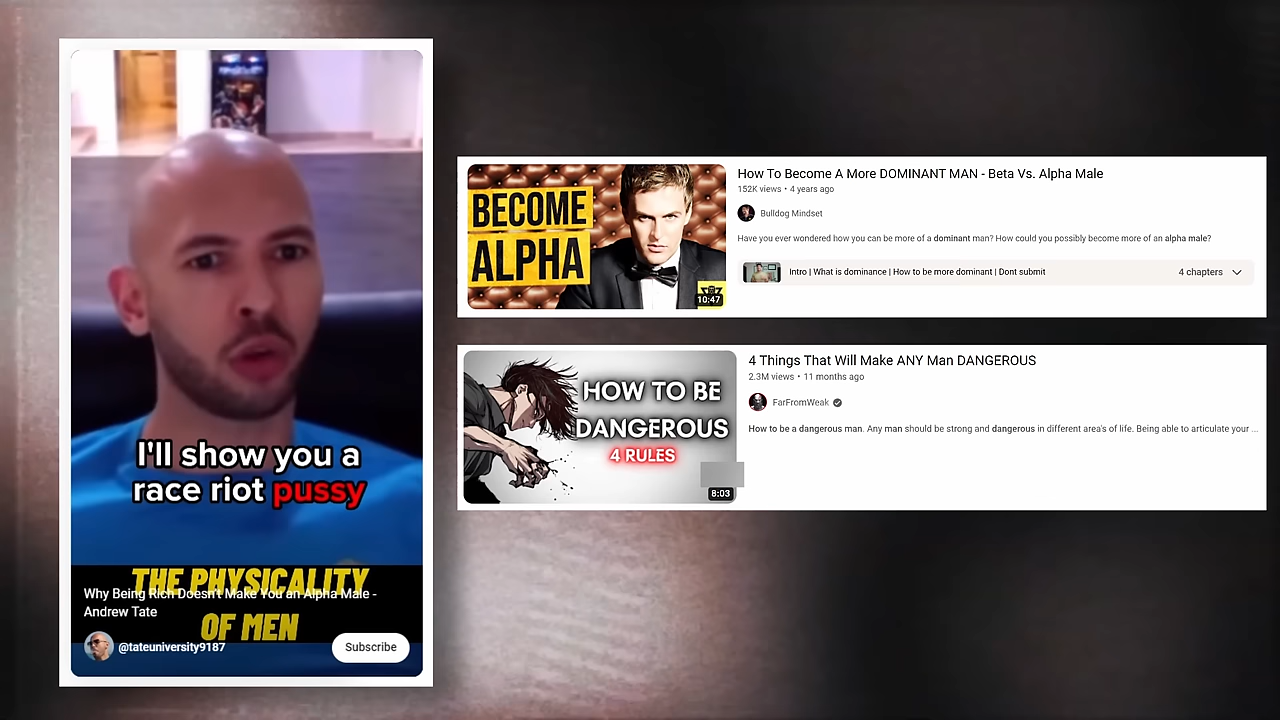 I'll show you a
race riot pussy
THE PHYSICALITY
Why Being Rich Doesn't Make You an Alpha Male -
Andrew Tate
OF MEN
@tateuniversity9187
Subscribe
BECOME
ALPHA
10:47
How To Become A More DOMINANT MAN - Beta Vs. Alpha Male
152K views • 4 years ago
Bulldog Mindset
Have you ever wondered how you can be more of a dominant man? How could you possibly become more of an alpha male?
Intro | What is dominance | How to be more dominant | Dont submit
4 chapters
HOW TO BE
DANGEROUS
4 RULES
8:03
4 Things That Will Make ANY Man DANGEROUS
2.3M views • 11 months ago
FarFromWeak
How to be a dangerous man. Any man should be strong and dangerous in different area's of life. Being able to articulate your ...